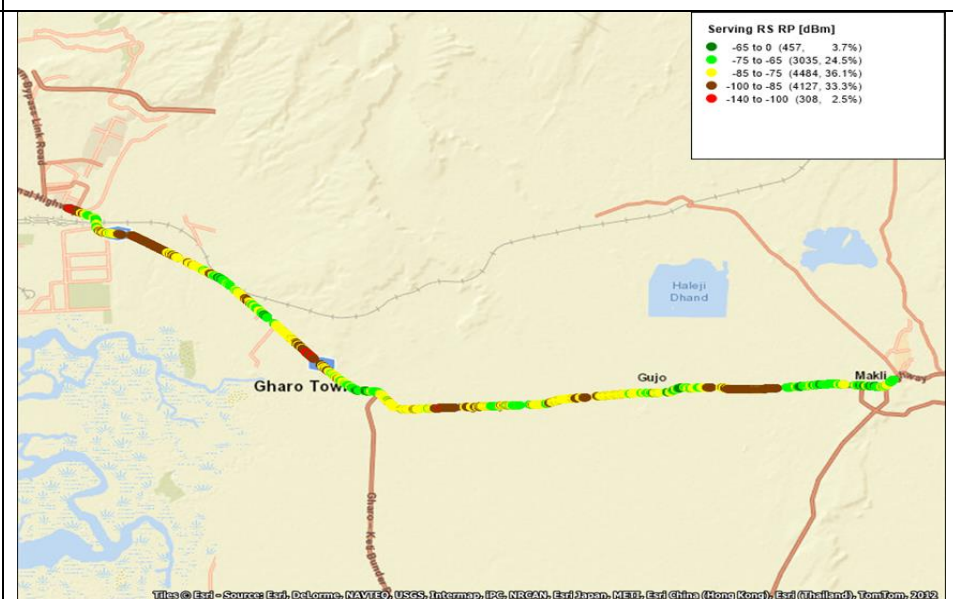 Serving RS RP [dBm]
-65 to 0 (457, 3.7%)
-75 to -65 (3035, 24.5%)
-85 to -75 (4484, 36.1%)
-100 to -85 (4127, 33.3%)
-140 to -100 (308, 2.5%)
Bypass Link Road
Haleji
Dhand
Gharo
Gujo
Makli
Tiles © Esri - Source: Esri, DeLorme, NAVTEQ, USGS, Intermap, iPC, NRCAN, Esri Japan, METI, Esri China (Hong Kong), Esri (Thailand), TomTom, 2012